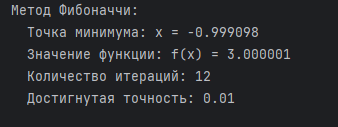 Метод Фибоначчи:
Точка минимума: x = -0.999098
Значение функции: f(x) = 3.000001
Количество итераций: 12
Достигнутая точность: 0.01